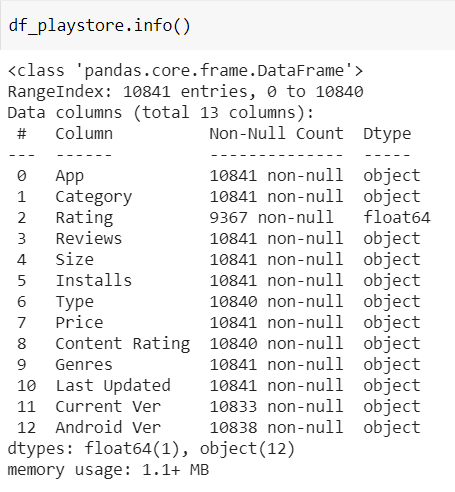 df_playstore.info()
<class 'pandas.core.frame.DataFrame'>
RangeIndex: 10841 entries, 0 to 10840
Data columns (total 13 columns):
 #   Column          Non-Null Count  Dtype
---  ------          --------------  -----
 0   App             10841 non-null  object
 1   Category        10841 non-null  object
 2   Rating          9367 non-null   float64
 3   Reviews         10841 non-null  object
 4   Size            10841 non-null  object
 5   Installs        10841 non-null  object
 6   Type            10840 non-null  object
 7   Price           10841 non-null  object
 8   Content Rating  10840 non-null  object
 9   Genres          10841 non-null  object
 10  Last Updated    10841 non-null  object
 11  Current Ver     10833 non-null  object
 12  Android Ver     10838 non-null  object
dtypes: float64(1), object(12)
memory usage: 1.1+ MB